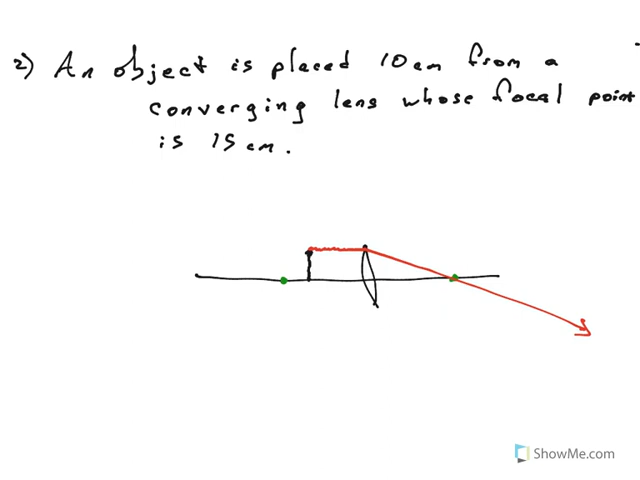 2) An object is placed 10cm from a
converging lens whose focal point
is 15cm.
ShowMe.com